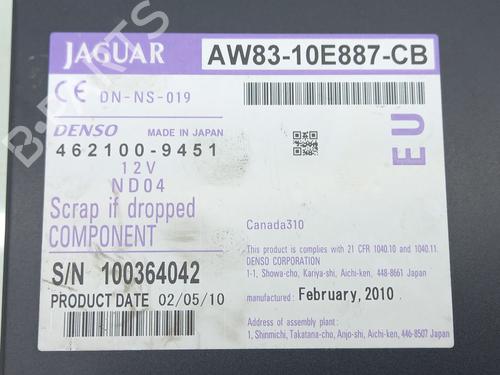 JAGUAR
AW83-10E887-CB
CE DN-NS-019
DENSO MADE IN JAPAN
462100-9451
12V
ND04
EU
Scrap if dropped
COMPONENT
Canada310
This product is complies with 21 CFR 1040.10 and 1040.11.
DENSO CORPORATION
1-1, Showa-cho, Kariya-shi, Aichi-ken, 448-8661 Japan
S/N 100364042
PRODUCT DATE 02/05/10
manufactured: February, 2010
Address of assembly plant:
1, Shinmichi, Takatana-cho, Anjo-shi, Aichi-ken, 446-8507 Japan
B-PARTS